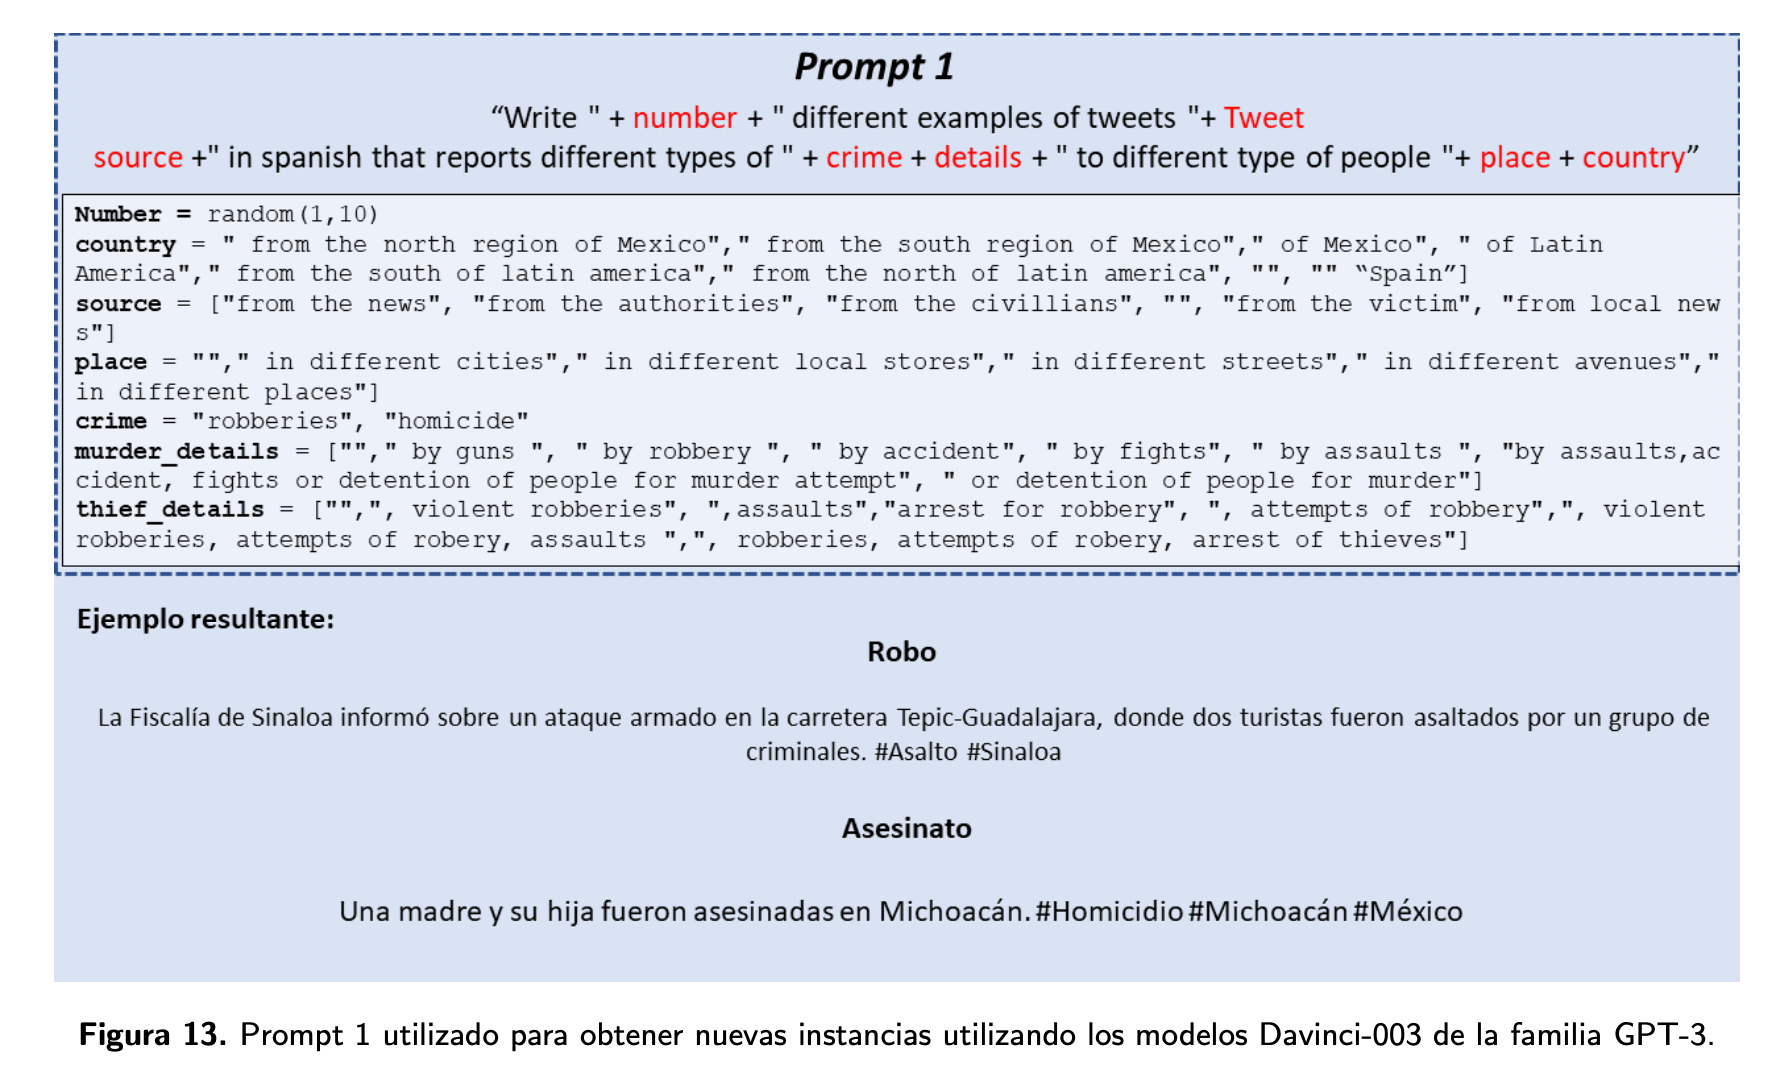 Prompt 1
“Write " + number + " different examples of tweets "+ Tweet
source +" in spanish that reports different types of " + crime + details + " to different type of people "+ place + country”
Number = random(1,10)
country = " from the north region of Mexico"," from the south region of Mexico"," of Mexico", " of Latin
America"," from the south of latin america"," from the north of latin america", "", "" “Spain”]
source = ["from the news", "from the authorities", "from the civillians", "", "from the victim", "from local new
s"]
place = ""," in different cities"," in different local stores"," in different streets"," in different avenues","
in different places"]
crime = "robberies", "homicide"
murder_details = [""," by guns ", " by robbery ", " by accident", " by fights", " by assaults ", "by assaults,ac
cident, fights or detention of people for murder attempt", " or detention of people for murder"]
thief_details = ["",", violent robberies", ",assaults","arrest for robbery", ", attempts of robbery",", violent
robberies, attempts of robery, assaults ",", robberies, attempts of robery, arrest of thieves"]
Ejemplo resultante:
Robo
La Fiscalía de Sinaloa informó sobre un ataque armado en la carretera Tepic-Guadalajara, donde dos turistas fueron asaltados por un grupo de
criminales. #Asalto #Sinaloa
Asesinato
Una madre y su hija fueron asesinadas en Michoacán. #Homicidio #Michoacán #México
Figura 13. Prompt 1 utilizado para obtener nuevas instancias utilizando los modelos Davinci-003 de la familia GPT-3.